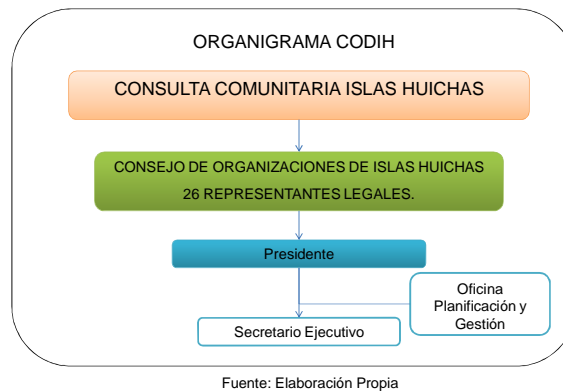 ORGANIGRAMA CODIH
CONSULTA COMUNITARIA ISLAS HUICHAS
CONSEJO DE ORGANIZACIONES DE ISLAS HUICHAS
26 REPRESENTANTES LEGALES.
Presidente
Oficina
Planificación y
Gestión
Secretario Ejecutivo
Fuente: Elaboración Propia